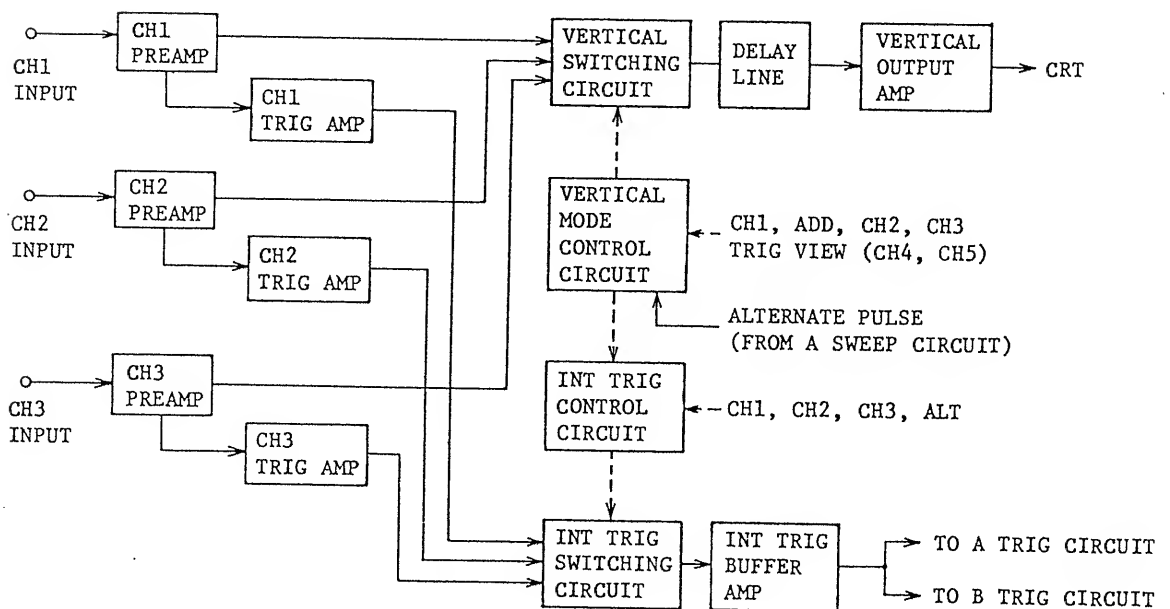 CH1
INPUT
CH1
PREAMP
CH1
TRIG AMP
VERTICAL
SWITCHING
CIRCUIT
DELAY
LINE
VERTICAL
OUTPUT
AMP
CRT
CH2
INPUT
CH2
PREAMP
CH2
TRIG AMP
VERTICAL
MODE
CONTROL
CIRCUIT
CH1, ADD, CH2, CH3
TRIG VIEW (CH4, CH5)
ALTERNATE PULSE
(FROM A SWEEP CIRCUIT)
CH3
INPUT
CH3
PREAMP
CH3
TRIG AMP
INT TRIG
CONTROL
CIRCUIT
CH1, CH2, CH3, ALT
INT TRIG
SWITCHING
CIRCUIT
INT TRIG
BUFFER
AMP
TO A TRIG CIRCUIT
TO B TRIG CIRCUIT